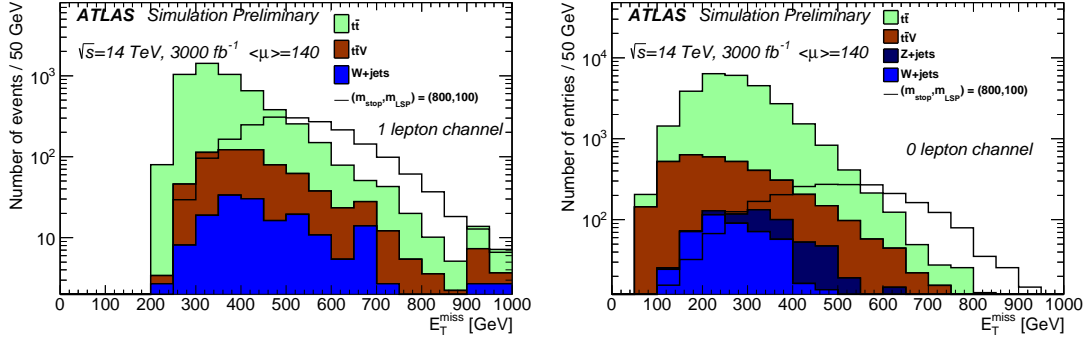 ATLAS Simulation Preliminary
√s=14 TeV, 3000 fb⁻¹ <μ>=140
tt̄
tt̄V
W+jets
(m_stop,m_LSP) = (800,100)
1 lepton channel
Number of events / 50 GeV
10³
10²
10
0 100 200 300 400 500 600 700 800 900 1000
E_T^miss [GeV]
ATLAS Simulation Preliminary
√s=14 TeV, 3000 fb⁻¹ <μ>=140
tt̄
tt̄V
Z+jets
W+jets
(m_stop,m_LSP) = (800,100)
0 lepton channel
Number of entries / 50 GeV
10⁴
10³
10²
0 100 200 300 400 500 600 700 800 900 1000
E_T^miss [GeV]